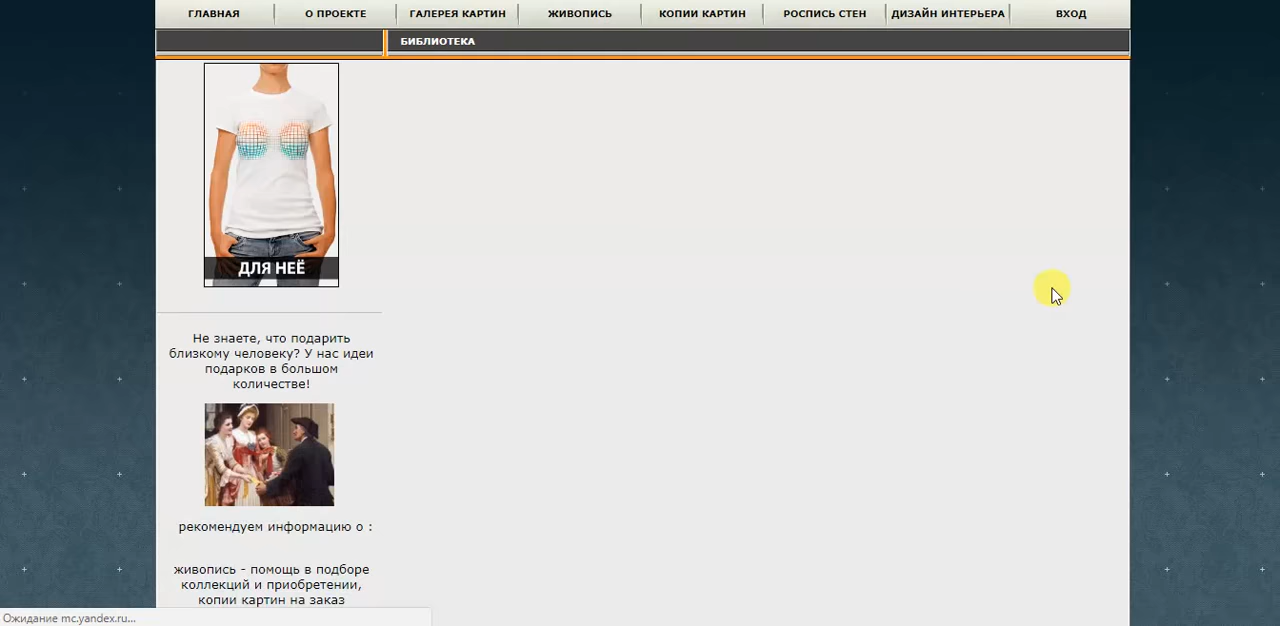 ГЛАВНАЯ О ПРОЕКТЕ ГАЛЕРЕЯ КАРТИН ЖИВОПИСЬ КОПИИ КАРТИН РОСПИСЬ СТЕН ДИЗАЙН ИНТЕРЬЕРА ВХОД
БИБЛИОТЕКА
ДЛЯ НЕЁ
Не знаете, что подарить
близкому человеку? У нас идеи
подарков в большом
количестве!
рекомендуем информацию о :
живопись - помощь в подборе
коллекций и приобретении,
копии картин на заказ
Ожидание mc.yandex.ru...